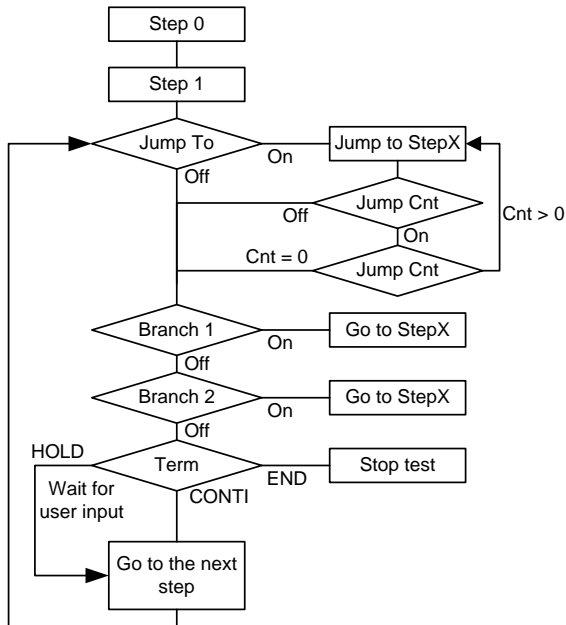 Step 0
Step 1
Jump To
On
Jump to StepX
Off
Jump Cnt
Off
On
Cnt > 0
Cnt = 0
Jump Cnt
Branch 1
On
Go to StepX
Off
Branch 2
On
Go to StepX
Off
HOLD
Term
END
Stop test
Wait for
user input
CONTI
Go to the next
step